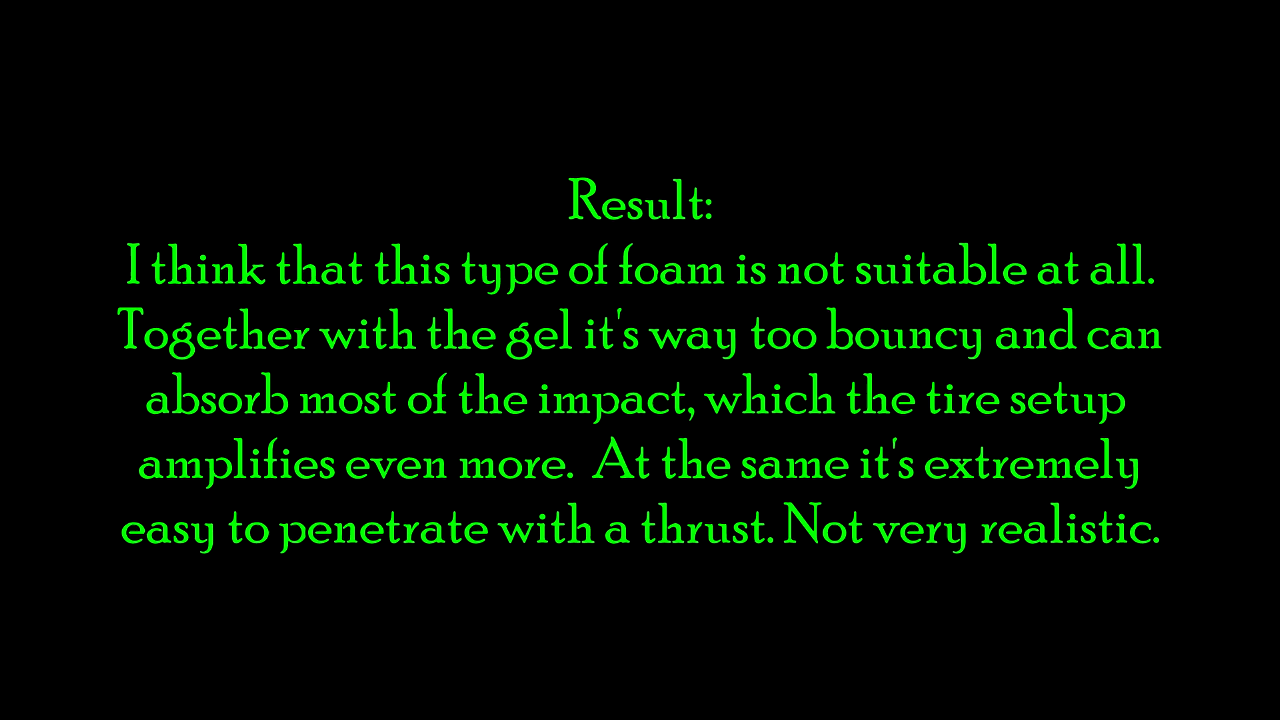 Result:
I think that this type of foam is not suitable at all.
Together with the gel it's way too bouncy and can
absorb most of the impact, which the tire setup
amplifies even more.  At the same it's extremely
easy to penetrate with a thrust. Not very realistic.